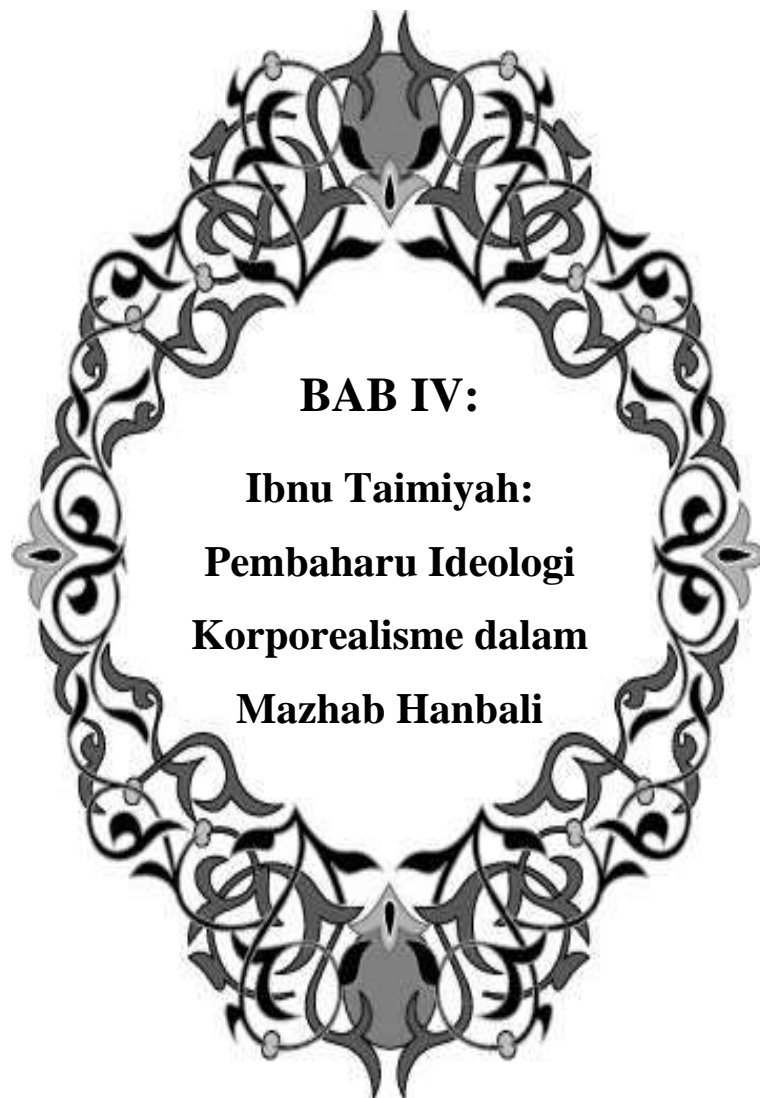 BAB IV:
Ibnu Taimiyah:
Pembaharu Ideologi
Korporealisme dalam
Mazhab Hanbali